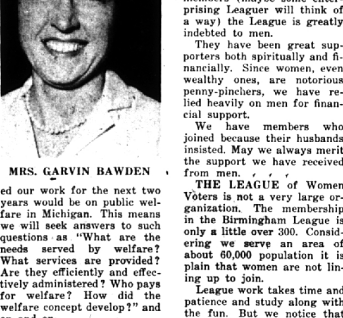 MRS. GARVIN BAWDEN
ed our work for the next two
years would be on public wel-
fare in Michigan. This means
we will seek answers to such
questions as "What are the
needs served by welfare?
What services are provided?
Are they efficiently and effec-
tively administered? Who pays
for welfare? How did the
welfare concept develop?" and
prising Leaguer will think of
a way) the League is greatly
indebted to men.
They have been great sup-
porters both spiritually and fi-
nancially. Since women, even
wealthy ones, are notorious
penny-pinchers, we have re-
lied heavily on men for finan-
cial support.
We have members who
joined because their husbands
insisted. May we always merit
the support we have received
from men.
THE LEAGUE of Women
Voters is not a very large or-
ganization. The membership
in the Birmingham League is
only a little over 300. Consid-
ering we serve an area of
about 60,000 population it is
plain that women are not lin-
ing up to join.
League work takes time and
patience and study along with
the fun. But we notice that